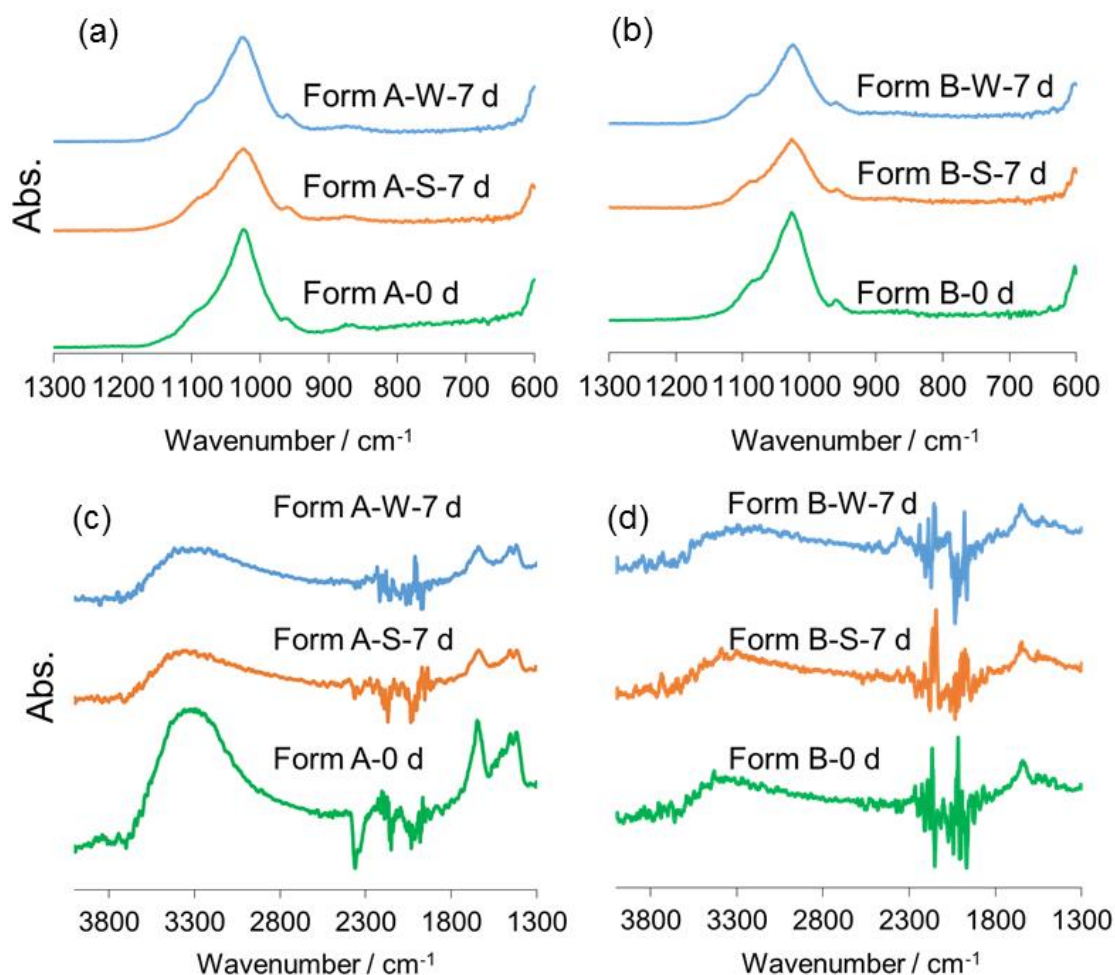 (a)
Form A-W-7 d
Form A-S-7 d
Form A-0 d
Abs.
1300 1200 1100 1000 900 800 700 600
Wavenumber / cm⁻¹
(b)
Form B-W-7 d
Form B-S-7 d
Form B-0 d
1300 1200 1100 1000 900 800 700 600
Wavenumber / cm⁻¹
(c)
Form A-W-7 d
Form A-S-7 d
Form A-0 d
Abs.
3800 3300 2800 2300 1800 1300
Wavenumber / cm⁻¹
(d)
Form B-W-7 d
Form B-S-7 d
Form B-0 d
3800 3300 2800 2300 1800 1300
Wavenumber / cm⁻¹